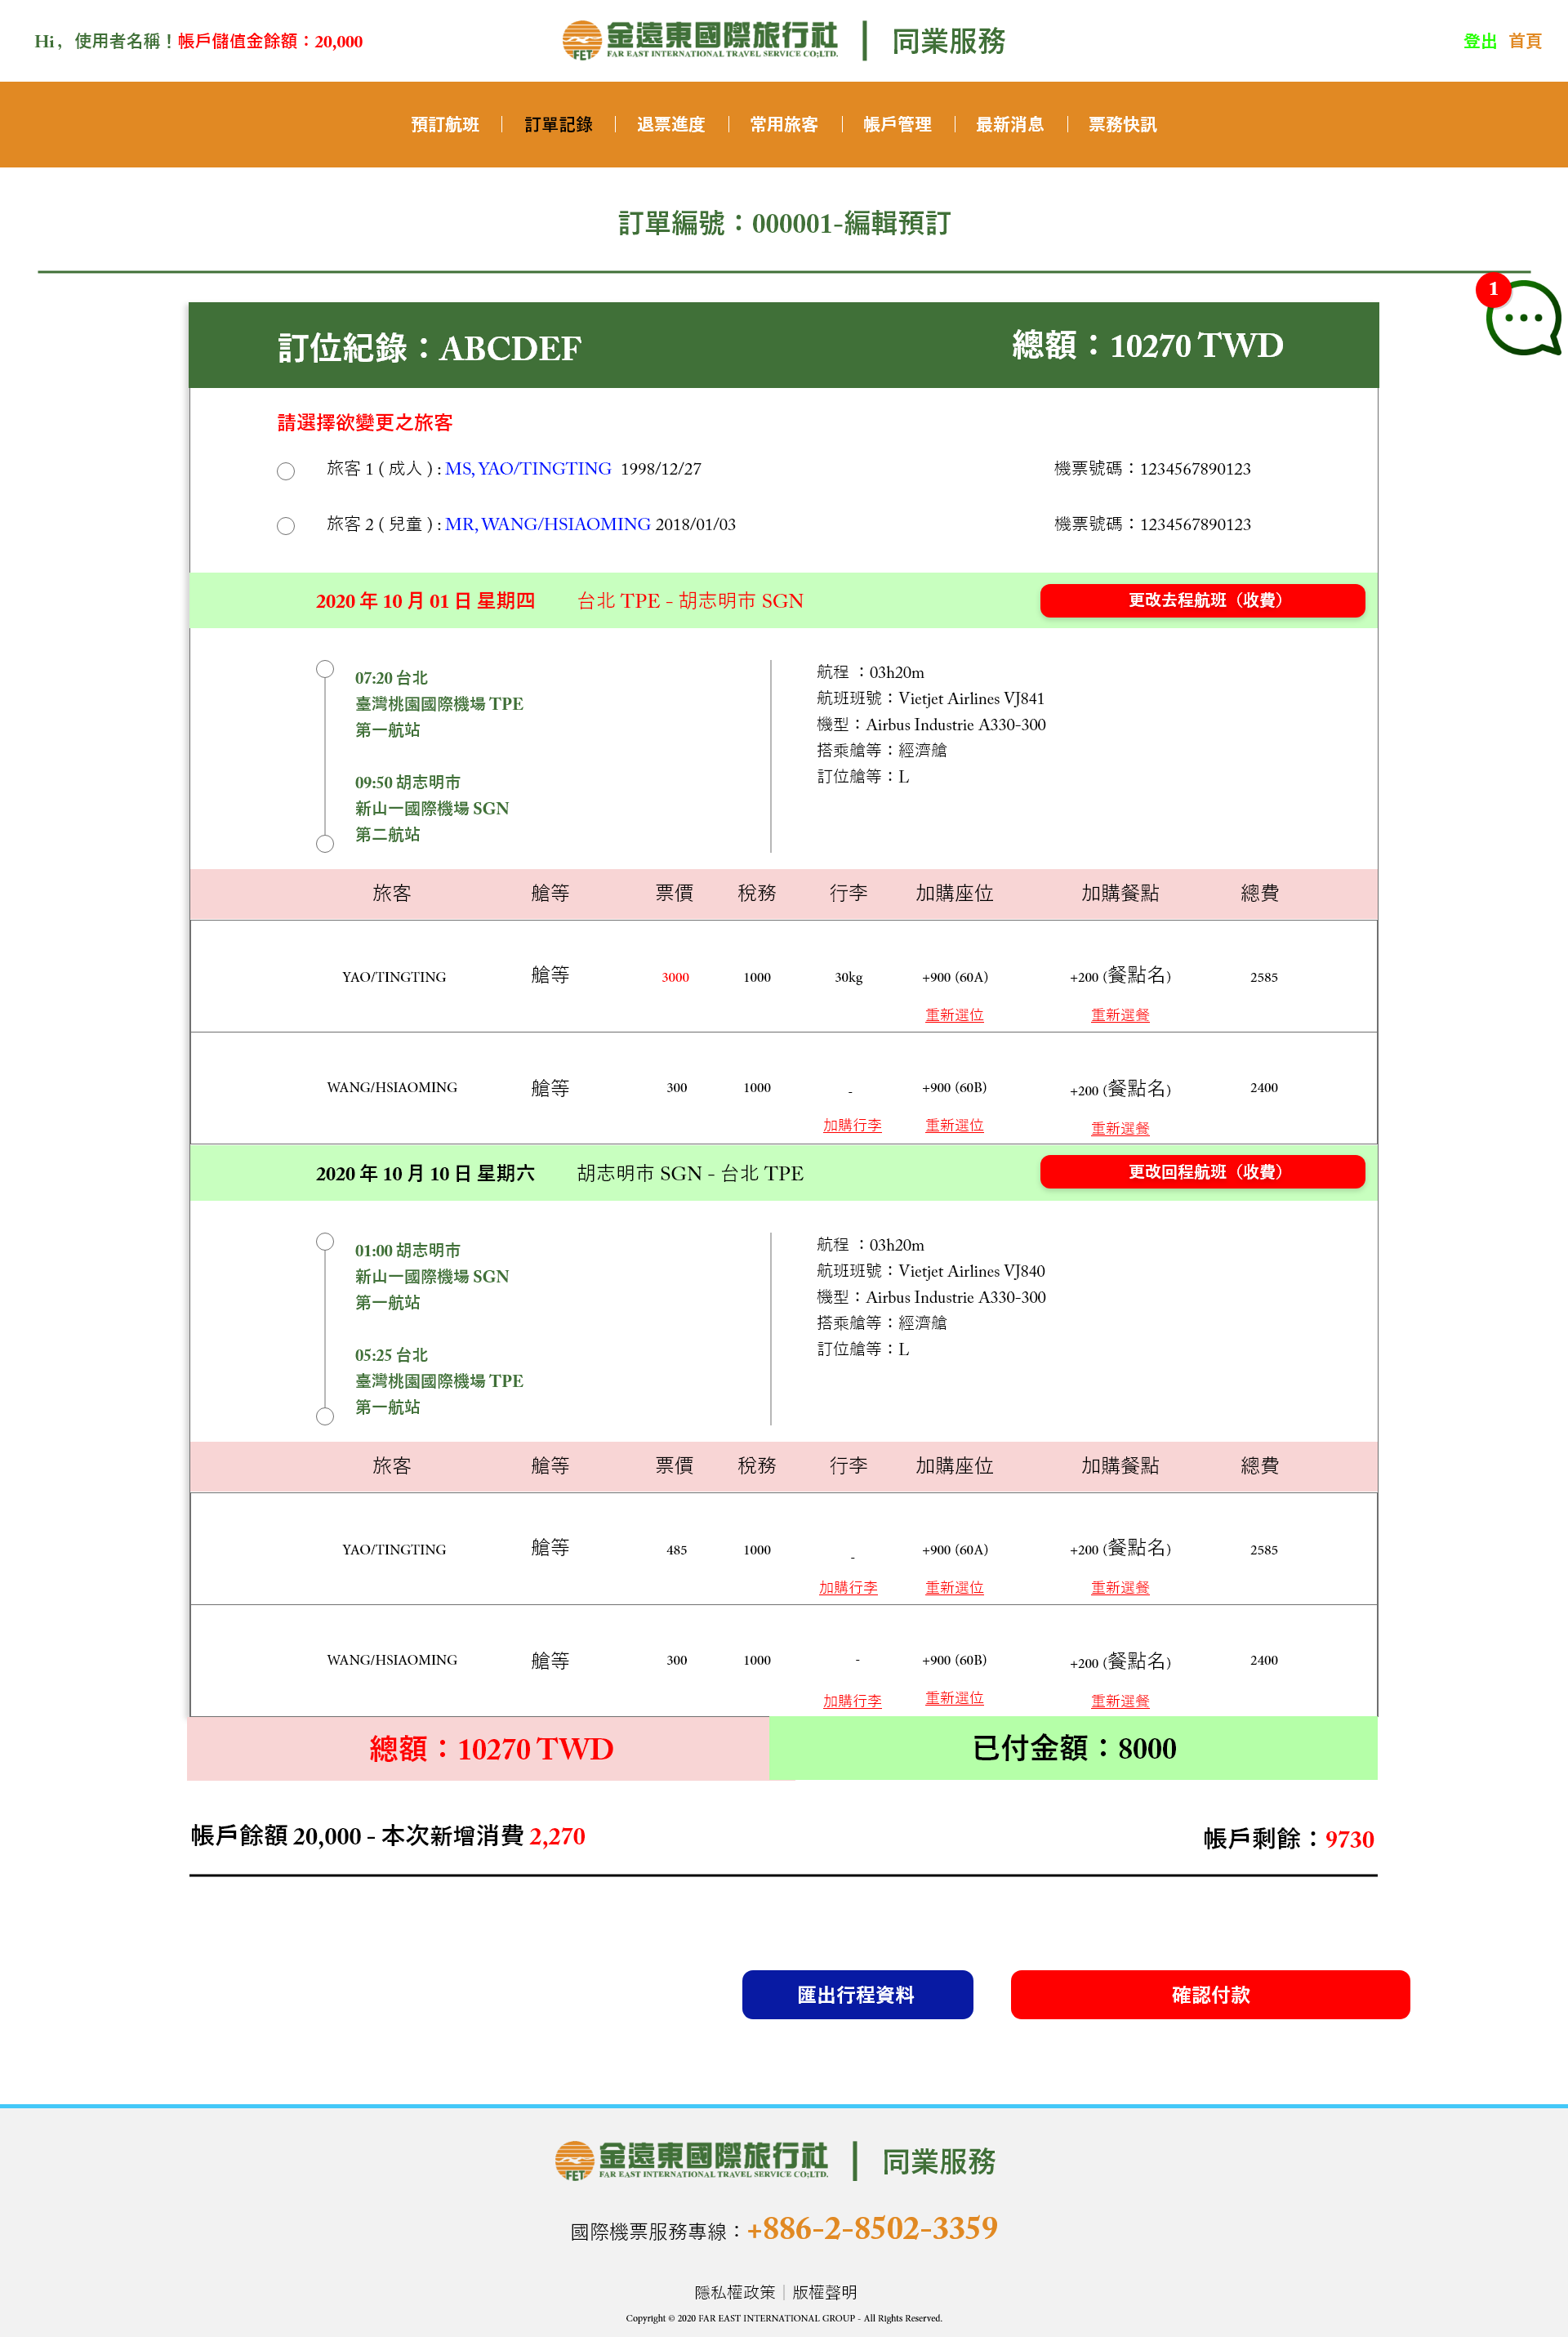 Hi， 使用者名稱！帳戶儲值金餘額：20,000
FET 金遠東國際旅行社 | 同業服務
FAR EAST INTERNATIONAL TRAVEL SERVICE CO;LTD.
登出 首頁
預訂航班 | 訂單記錄 | 退票進度 | 常用旅客 | 帳戶管理 | 最新消息 | 票務快訊
訂單編號：000001-編輯預訂
1
訂位紀錄：ABCDEF 總額：10270 TWD
請選擇欲變更之旅客
旅客 1 ( 成人 ) : MS, YAO/TINGTING 1998/12/27 機票號碼：1234567890123
旅客 2 ( 兒童 ) : MR, WANG/HSIAOMING 2018/01/03 機票號碼：1234567890123
2020 年 10 月 01 日 星期四 台北 TPE - 胡志明市 SGN 更改去程航班（收費）
07:20 台北
臺灣桃園國際機場 TPE
第一航站
09:50 胡志明市
新山一國際機場 SGN
第二航站
航程 ：03h20m
航班班號：Vietjet Airlines VJ841
機型：Airbus Industrie A330-300
搭乘艙等：經濟艙
訂位艙等：L
旅客 艙等 票價 稅務 行李 加購座位 加購餐點 總費
YAO/TINGTING 艙等 3000 1000 30kg +900 (60A) +200 (餐點名) 2585
重新選位 重新選餐
WANG/HSIAOMING 艙等 300 1000 - +900 (60B) +200 (餐點名) 2400
加購行李 重新選位 重新選餐
2020 年 10 月 10 日 星期六 胡志明市 SGN - 台北 TPE 更改回程航班（收費）
01:00 胡志明市
新山一國際機場 SGN
第一航站
05:25 台北
臺灣桃園國際機場 TPE
第一航站
航程 ：03h20m
航班班號：Vietjet Airlines VJ840
機型：Airbus Industrie A330-300
搭乘艙等：經濟艙
訂位艙等：L
旅客 艙等 票價 稅務 行李 加購座位 加購餐點 總費
YAO/TINGTING 艙等 485 1000 - +900 (60A) +200 (餐點名) 2585
加購行李 重新選位 重新選餐
WANG/HSIAOMING 艙等 300 1000 - +900 (60B) +200 (餐點名) 2400
加購行李 重新選位 重新選餐
總額：10270 TWD 已付金額：8000
帳戶餘額 20,000 - 本次新增消費 2,270 帳戶剩餘：9730
匯出行程資料 確認付款
FET 金遠東國際旅行社 | 同業服務
FAR EAST INTERNATIONAL TRAVEL SERVICE CO;LTD.
國際機票服務專線：+886-2-8502-3359
隱私權政策｜版權聲明
Copyright © 2020 FAR EAST INTERNATIONAL GROUP - All Rights Reserved.